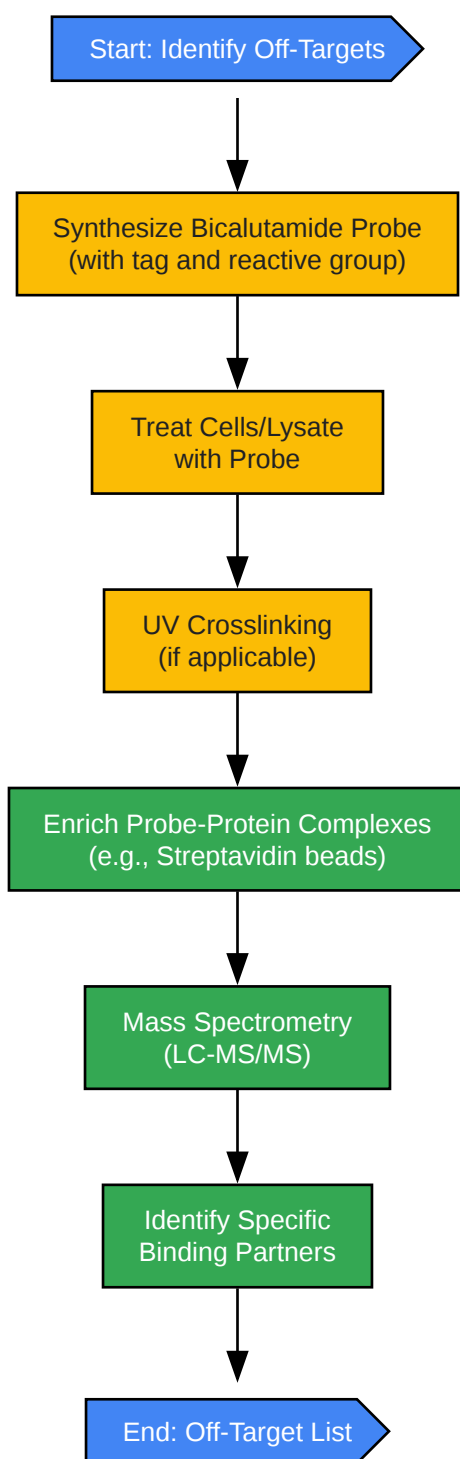 Start: Identify Off-Targets
Synthesize Bicalutamide Probe
(with tag and reactive group)
Treat Cells/Lysate
with Probe
UV Crosslinking
(if applicable)
Enrich Probe-Protein Complexes
(e.g., Streptavidin beads)
Mass Spectrometry
(LC-MS/MS)
Identify Specific
Binding Partners
End: Off-Target List